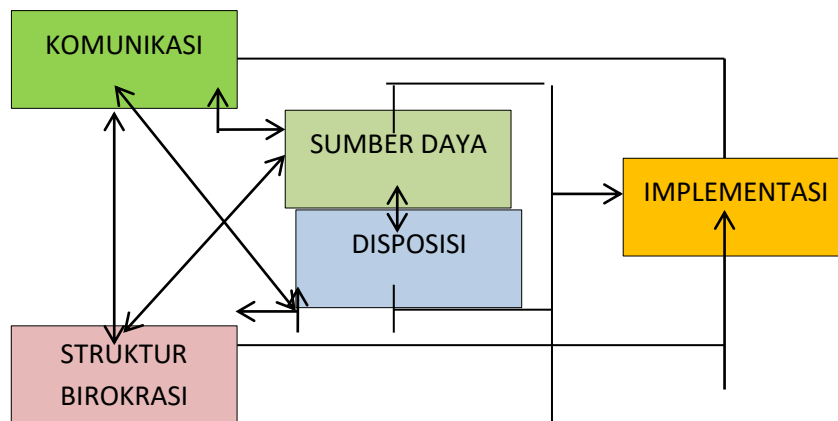 KOMUNIKASI
SUMBER DAYA
IMPLEMENTASI
DISPOSISI
STRUKTUR
BIROKRASI